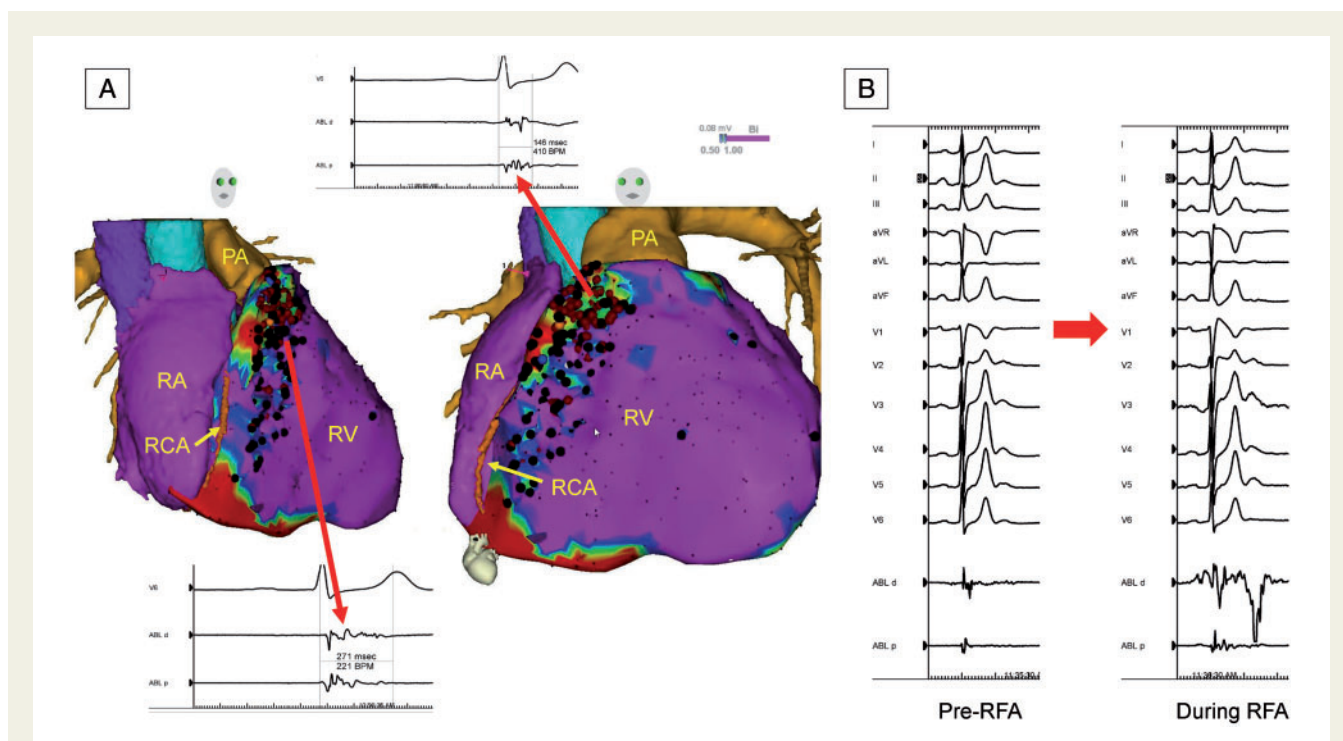 A
V6
ABL d
ABL p
146 msec
410 BPM
0.08 mV Bi
0.50 1.00
PA
RA
RCA
RV
PA
RA
RV
RCA
V6
ABL d
ABL p
271 msec
221 BPM
B
I
II
III
aVR
aVL
aVF
V1
V2
V3
V4
V5
V6
ABL d
ABL p
Pre-RFA
I
II
III
aVR
aVL
aVF
V1
V2
V3
V4
V5
V6
ABL d
ABL p
During RFA